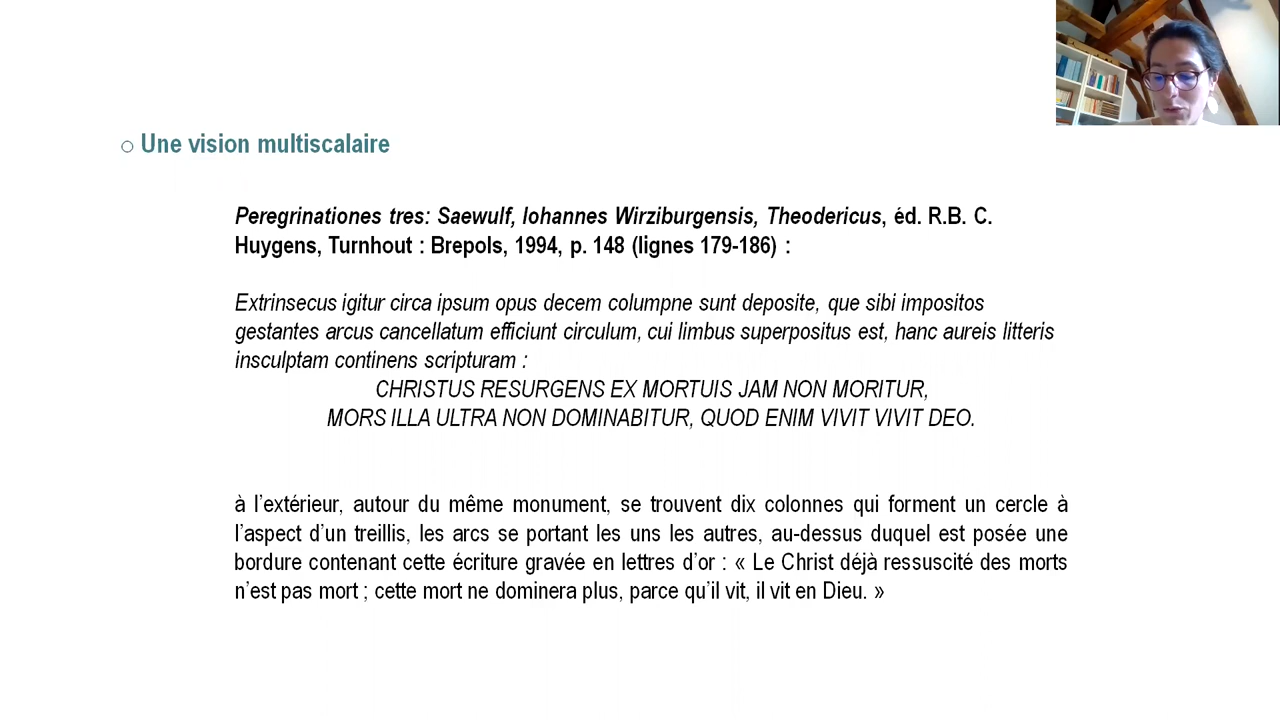 ○ Une vision multiscalaire
Peregrinationes tres: Saewulf, Iohannes Wirziburgensis, Theodericus, éd. R.B. C.
Huygens, Turnhout : Brepols, 1994, p. 148 (lignes 179-186) :
Extrinsecus igitur circa ipsum opus decem columpne sunt deposite, que sibi impositos
gestantes arcus cancellatum efficiunt circulum, cui limbus superpositus est, hanc aureis litteris
insculptam continens scripturam :
CHRISTUS RESURGENS EX MORTUIS JAM NON MORITUR,
MORS ILLA ULTRA NON DOMINABITUR, QUOD ENIM VIVIT VIVIT DEO.
à l’extérieur, autour du même monument, se trouvent dix colonnes qui forment un cercle à
l’aspect d’un treillis, les arcs se portant les uns les autres, au-dessus duquel est posée une
bordure contenant cette écriture gravée en lettres d’or : « Le Christ déjà ressuscité des morts
n’est pas mort ; cette mort ne dominera plus, parce qu’il vit, il vit en Dieu. »